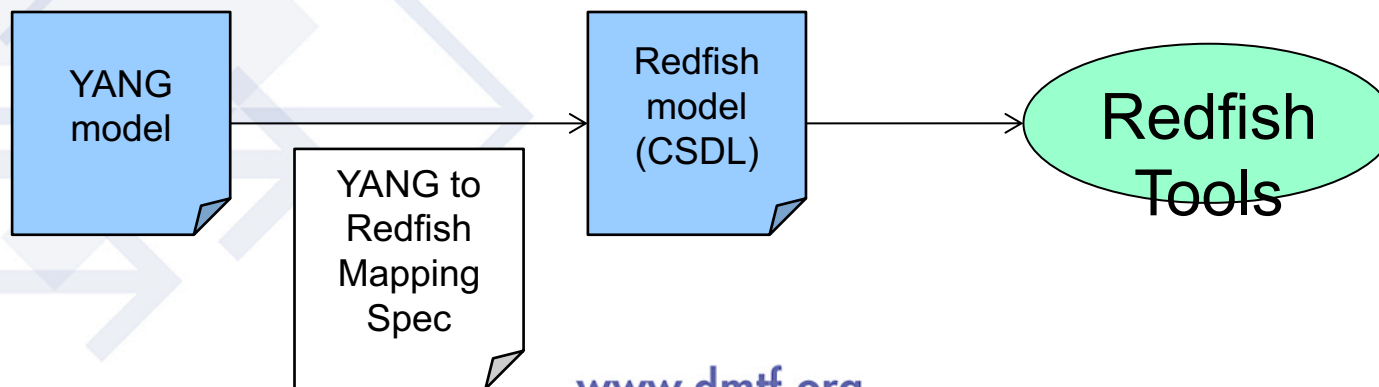 YANG
model
Redfish
model
(CSDL)
Redfish
Tools
YANG to
Redfish
Mapping
Spec
www.dmtf.org